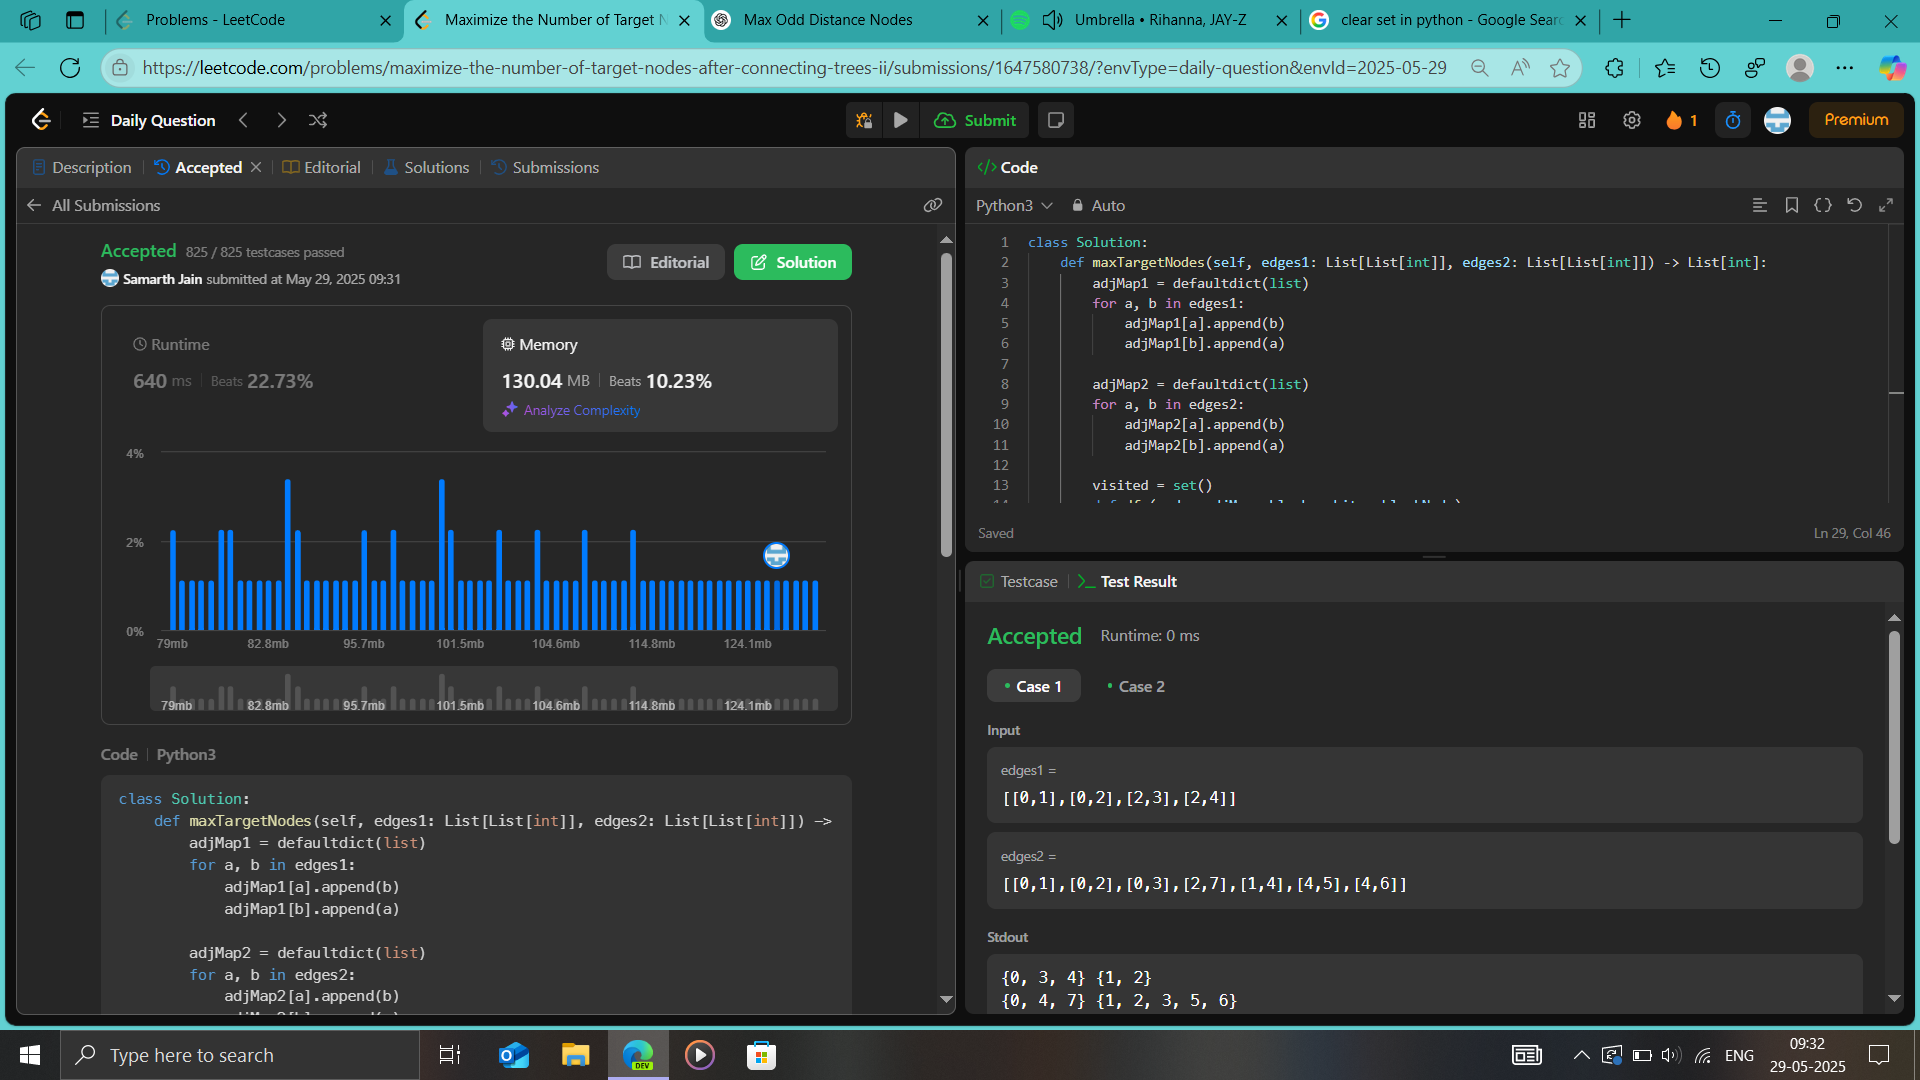 Problems - LeetCode
Maximize the Number of Target N
Max Odd Distance Nodes
Umbrella • Rihanna, JAY-Z
clear set in python - Google Searc
https://leetcode.com/problems/maximize-the-number-of-target-nodes-after-connecting-trees-ii/submissions/1647580738/?envType=daily-question&envId=2025-05-29
Daily Question
Submit
1
Premium
Description
Accepted
Editorial
Solutions
Submissions
All Submissions
Accepted 825 / 825 testcases passed
Samarth Jain submitted at May 29, 2025 09:31
Editorial
Solution
Runtime
640 ms Beats 22.73%
Memory
130.04 MB Beats 10.23%
Analyze Complexity
4%
2%
0%
79mb 82.8mb 95.7mb 101.5mb 104.6mb 114.8mb 124.1mb
79mb 82.8mb 95.7mb 101.5mb 104.6mb 114.8mb 124.1mb
Code Python3
class Solution:
def maxTargetNodes(self, edges1: List[List[int]], edges2: List[List[int]]) ->
adjMap1 = defaultdict(list)
for a, b in edges1:
adjMap1[a].append(b)
adjMap1[b].append(a)
adjMap2 = defaultdict(list)
for a, b in edges2:
adjMap2[a].append(b)
</> Code
Python3
Auto
1 class Solution:
2 def maxTargetNodes(self, edges1: List[List[int]], edges2: List[List[int]]) -> List[int]:
3 adjMap1 = defaultdict(list)
4 for a, b in edges1:
5 adjMap1[a].append(b)
6 adjMap1[b].append(a)
7
8 adjMap2 = defaultdict(list)
9 for a, b in edges2:
10 adjMap2[a].append(b)
11 adjMap2[b].append(a)
12
13 visited = set()
Saved
Ln 29, Col 46
Testcase
Test Result
Accepted Runtime: 0 ms
• Case 1
• Case 2
Input
edges1 =
[[0,1],[0,2],[2,3],[2,4]]
edges2 =
[[0,1],[0,2],[0,3],[2,7],[1,4],[4,5],[4,6]]
Stdout
{0, 3, 4} {1, 2}
{0, 4, 7} {1, 2, 3, 5, 6}
Type here to search
DEV
ENG
09:32
29-05-2025